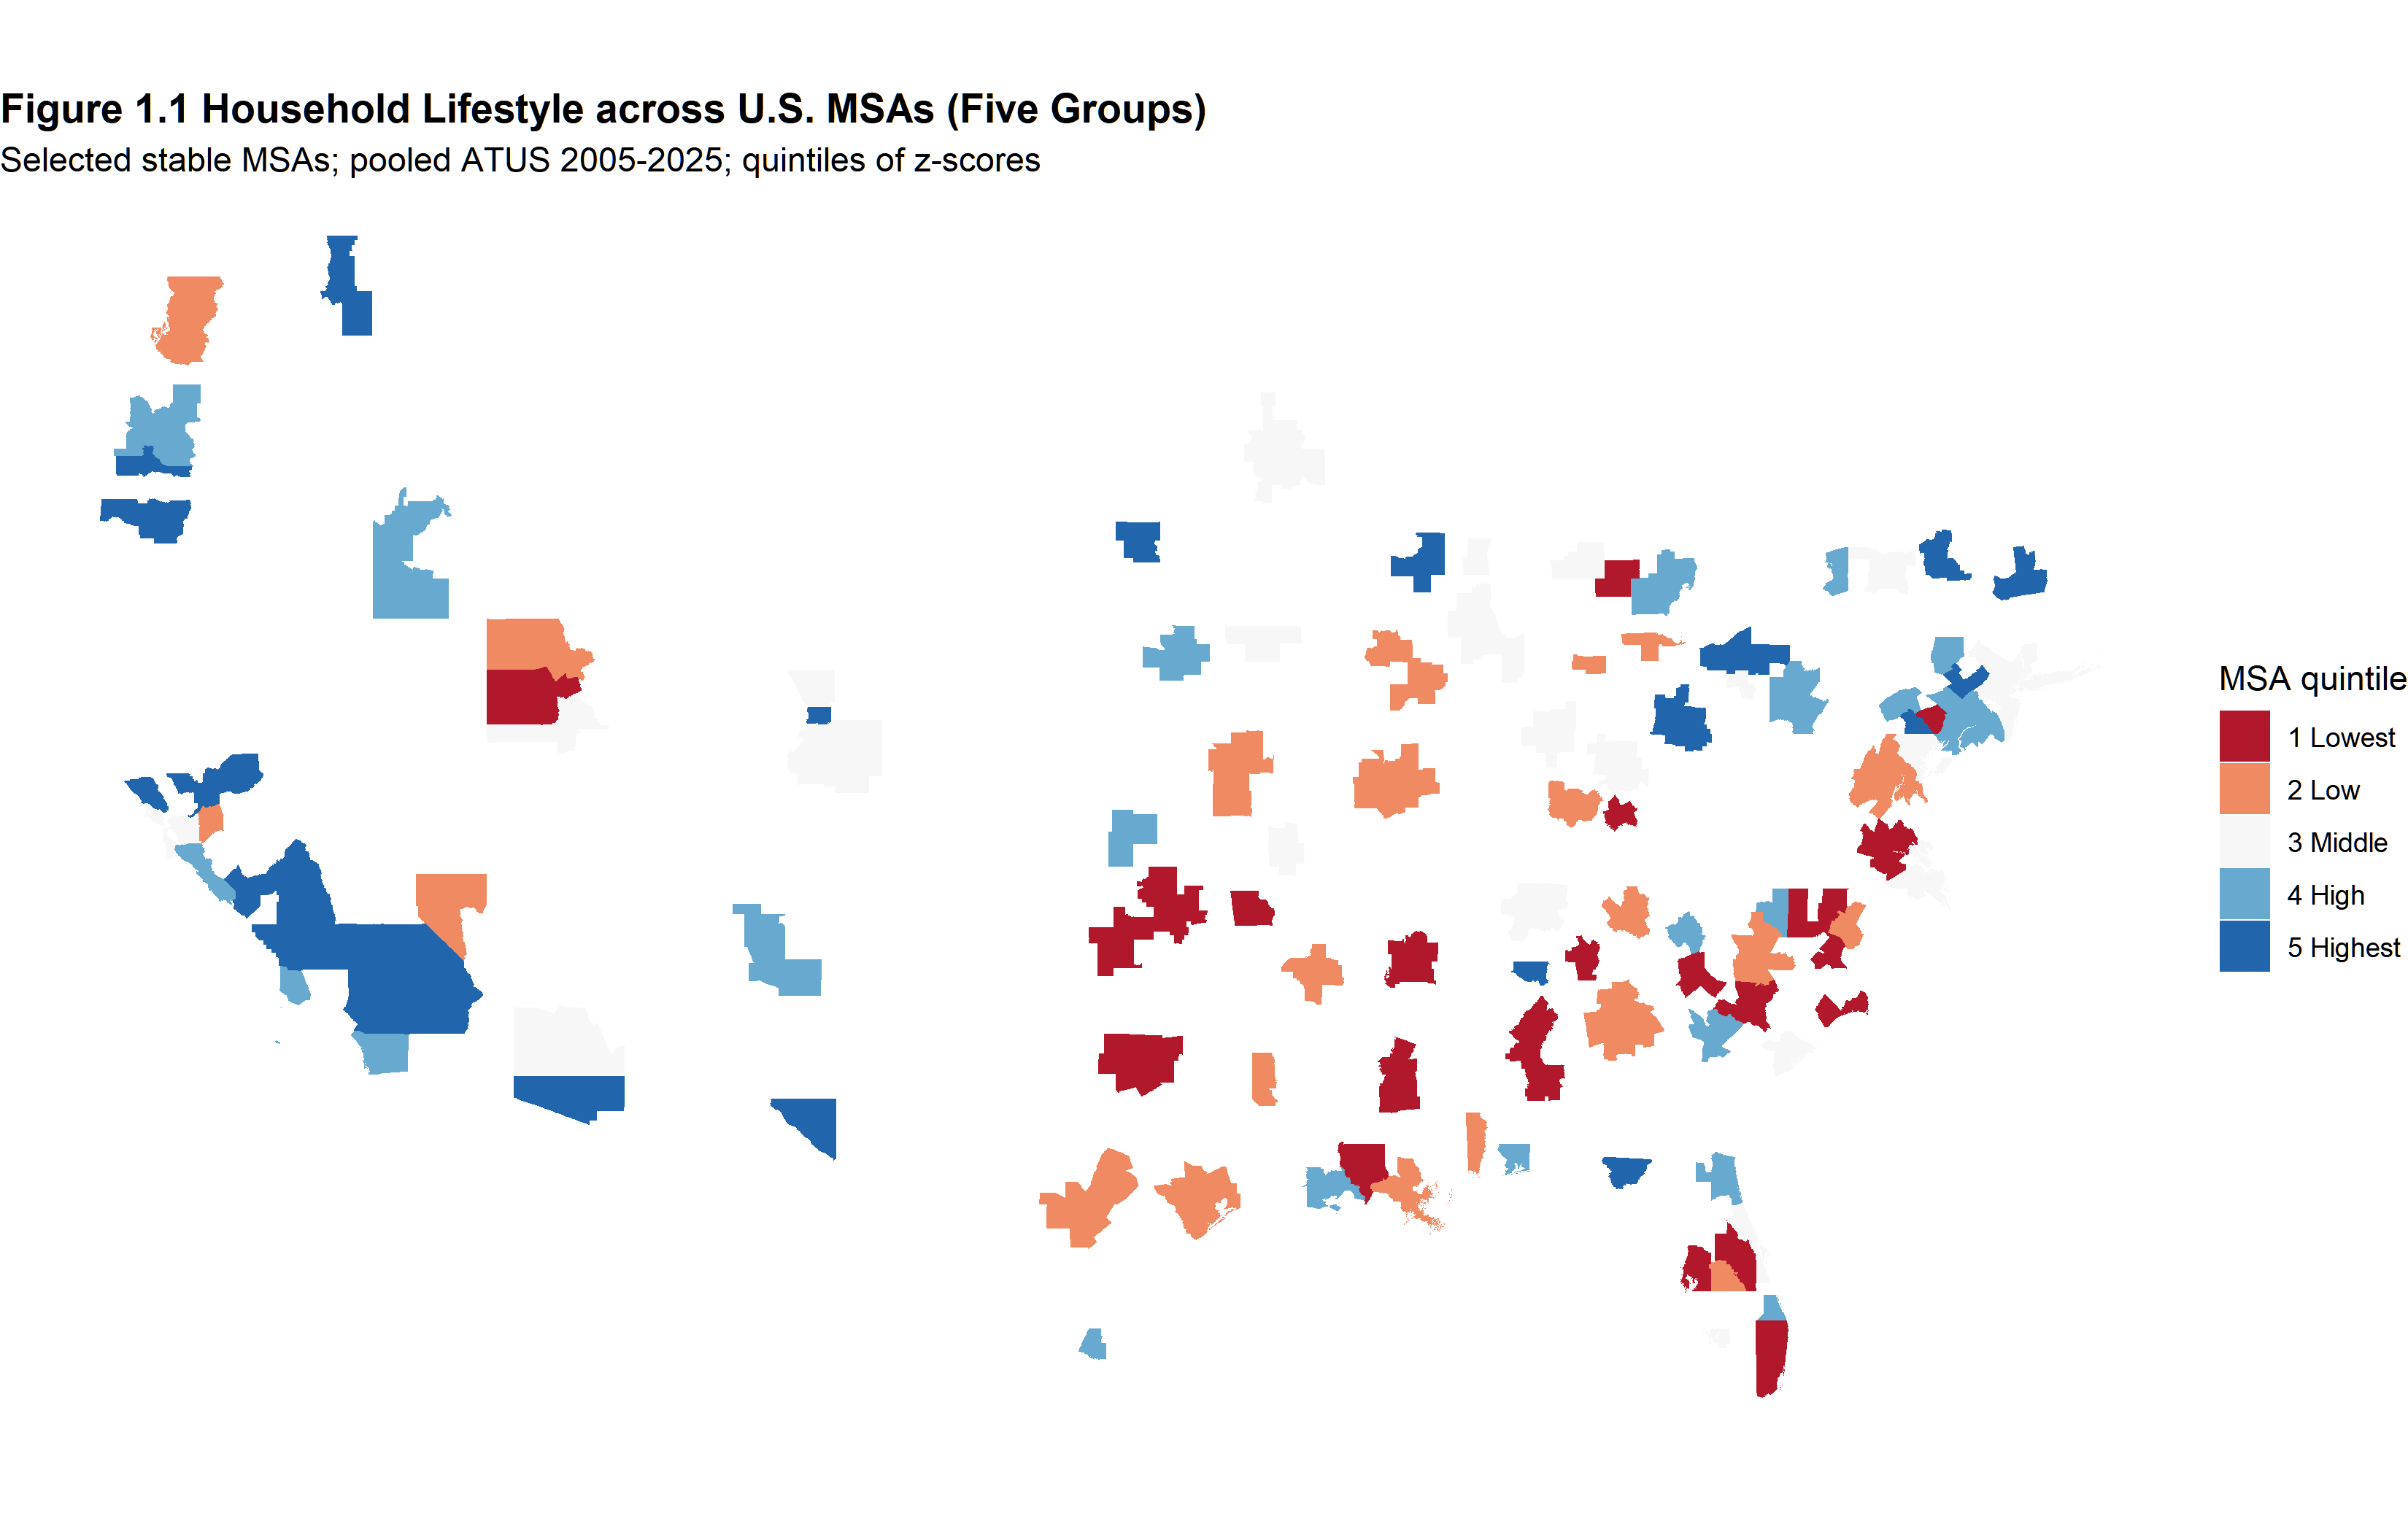 Figure 1.1 Household Lifestyle across U.S. MSAs (Five Groups)
Selected stable MSAs; pooled ATUS 2005-2025; quintiles of z-scores
MSA quintile
1 Lowest
2 Low
3 Middle
4 High
5 Highest